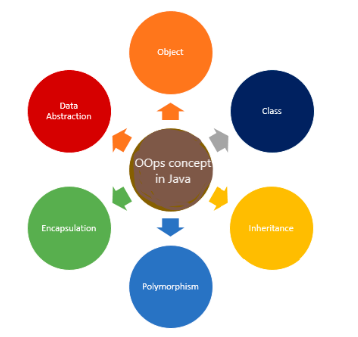 Object
Data
Abstraction
Class
OOps concept
in Java
Encapsulation
Inheritance
Polymorphism